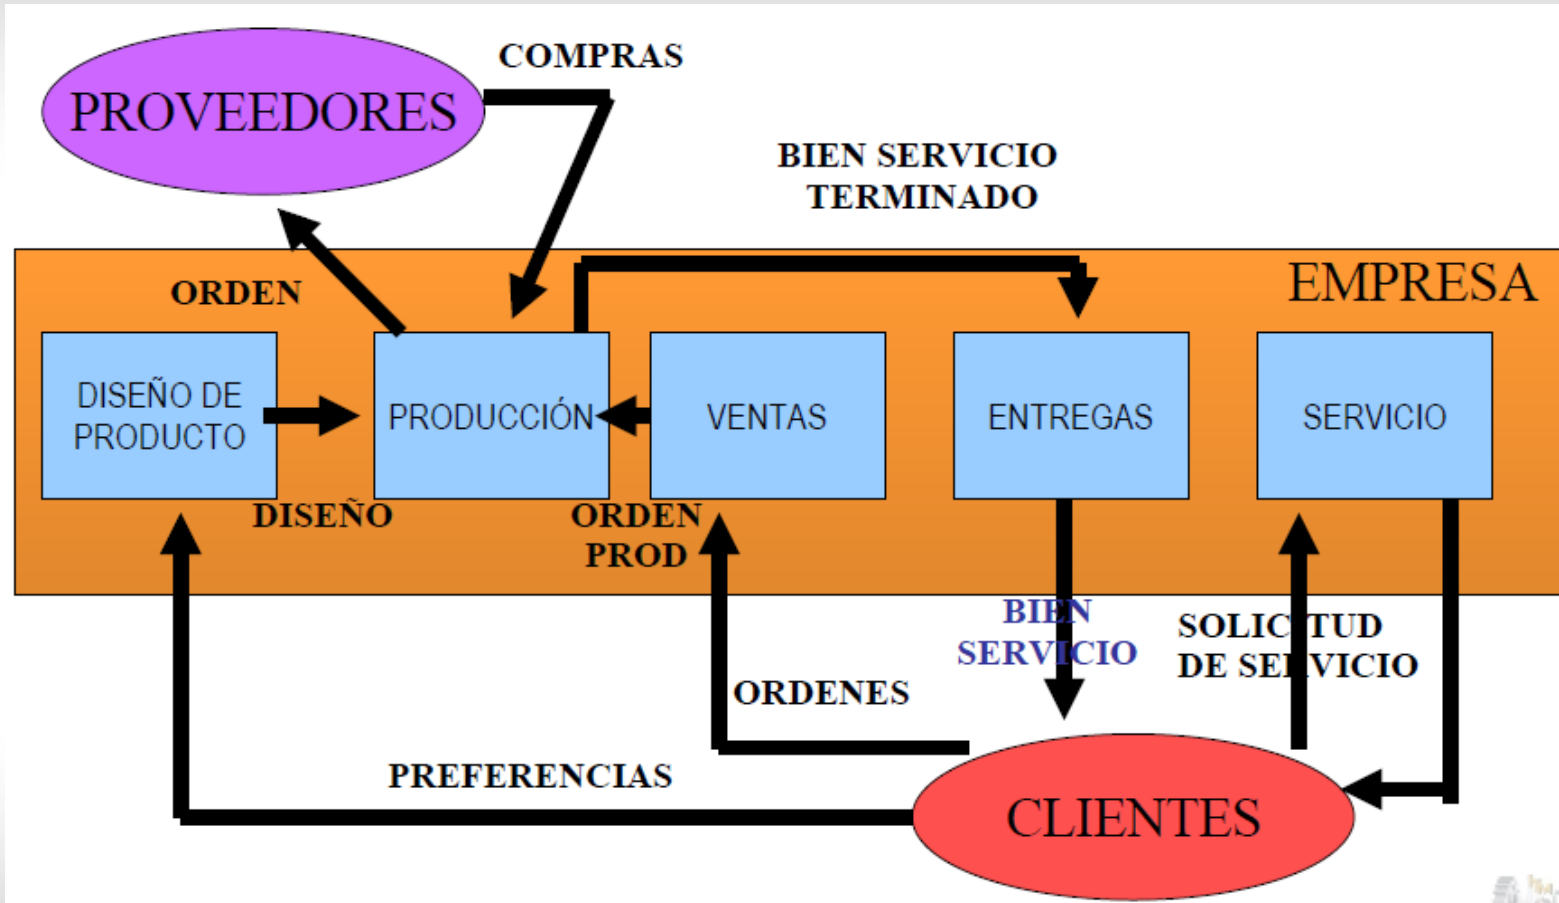 COMPRAS
PROVEEDORES
BIEN SERVICIO
TERMINADO
EMPRESA
ORDEN
DISEÑO DE
PRODUCTO
PRODUCCIÓN
VENTAS
ENTREGAS
SERVICIO
DISEÑO
ORDEN
PROD
BIEN
SERVICIO
SOLICITUD
DE SERVICIO
ORDENES
PREFERENCIAS
CLIENTES